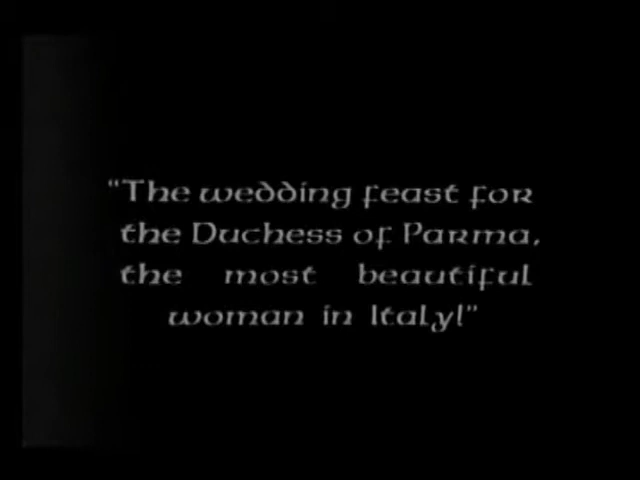 "The wedding feast for
the Duchess of Parma,
the most beautiful
woman in Italy!"